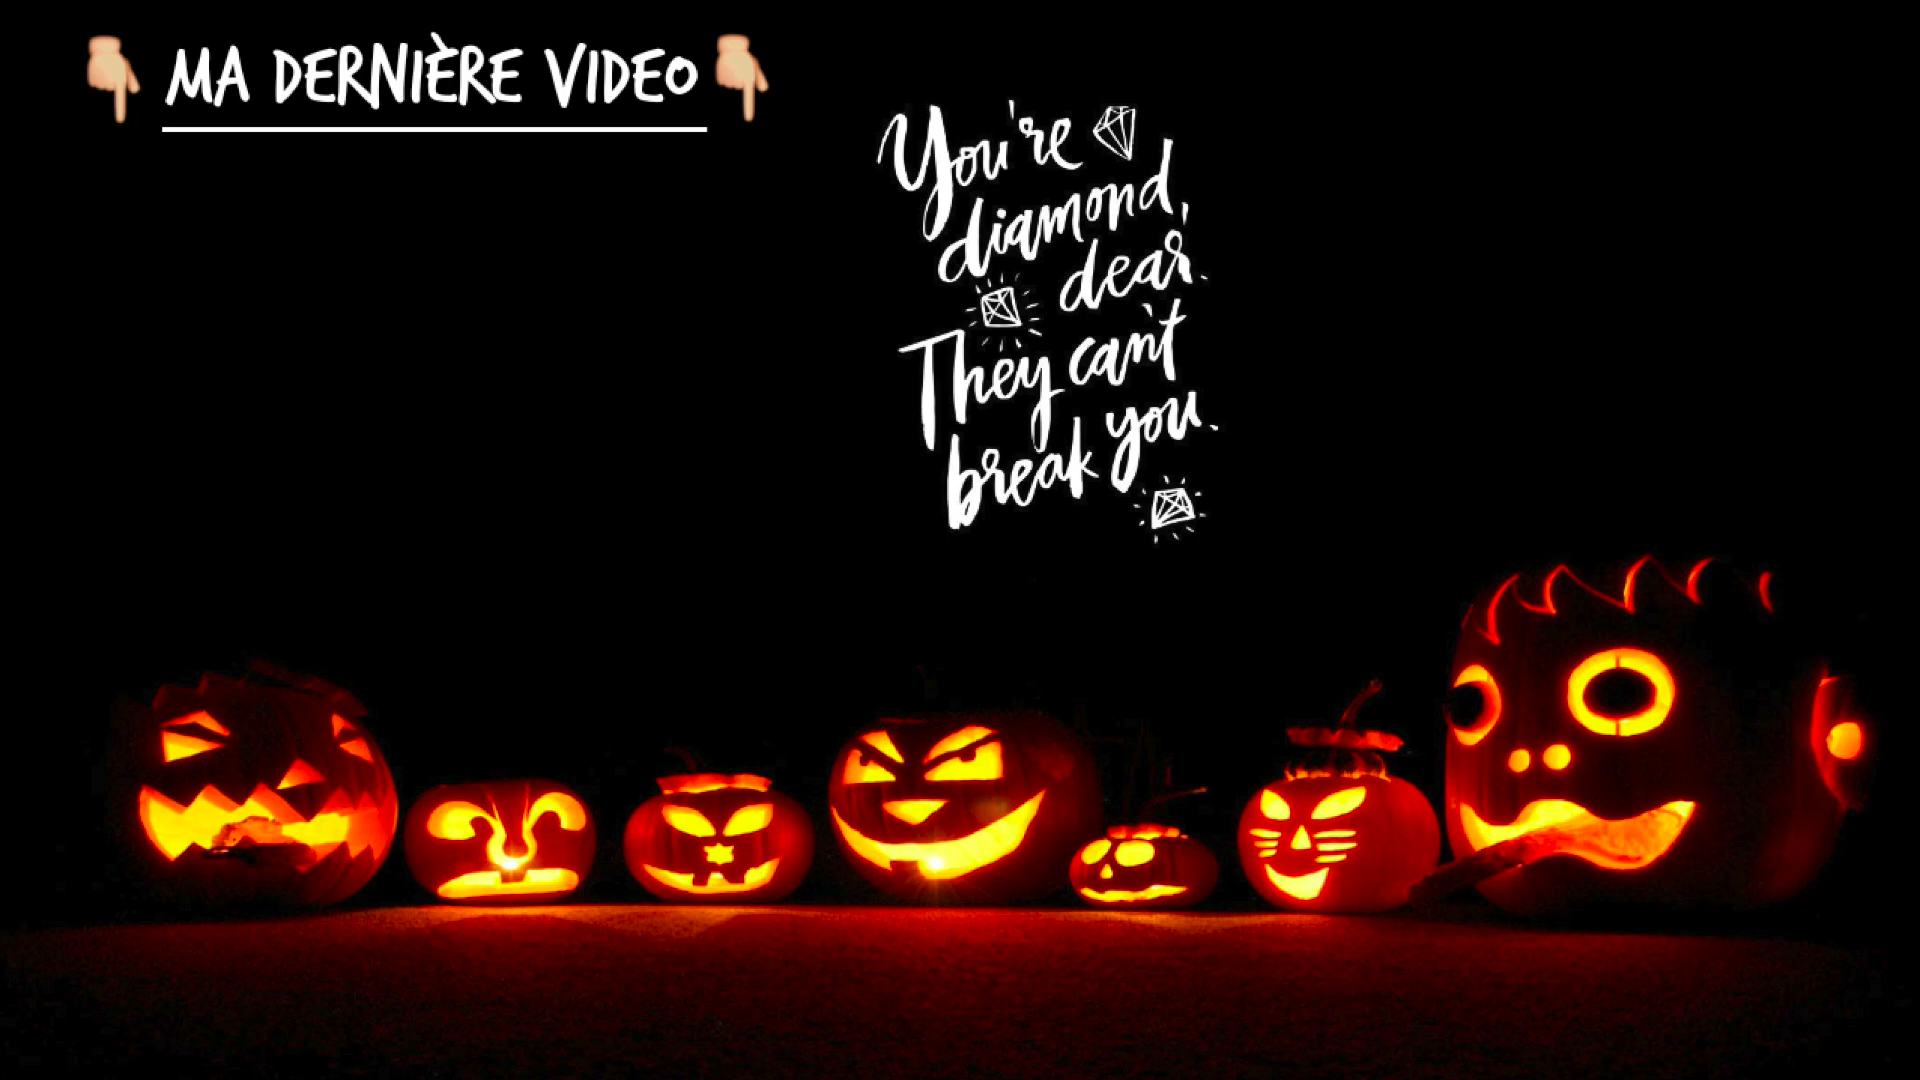 MA DERNIÈRE VIDEO
You're
diamond,
dear.
They can't
break you.